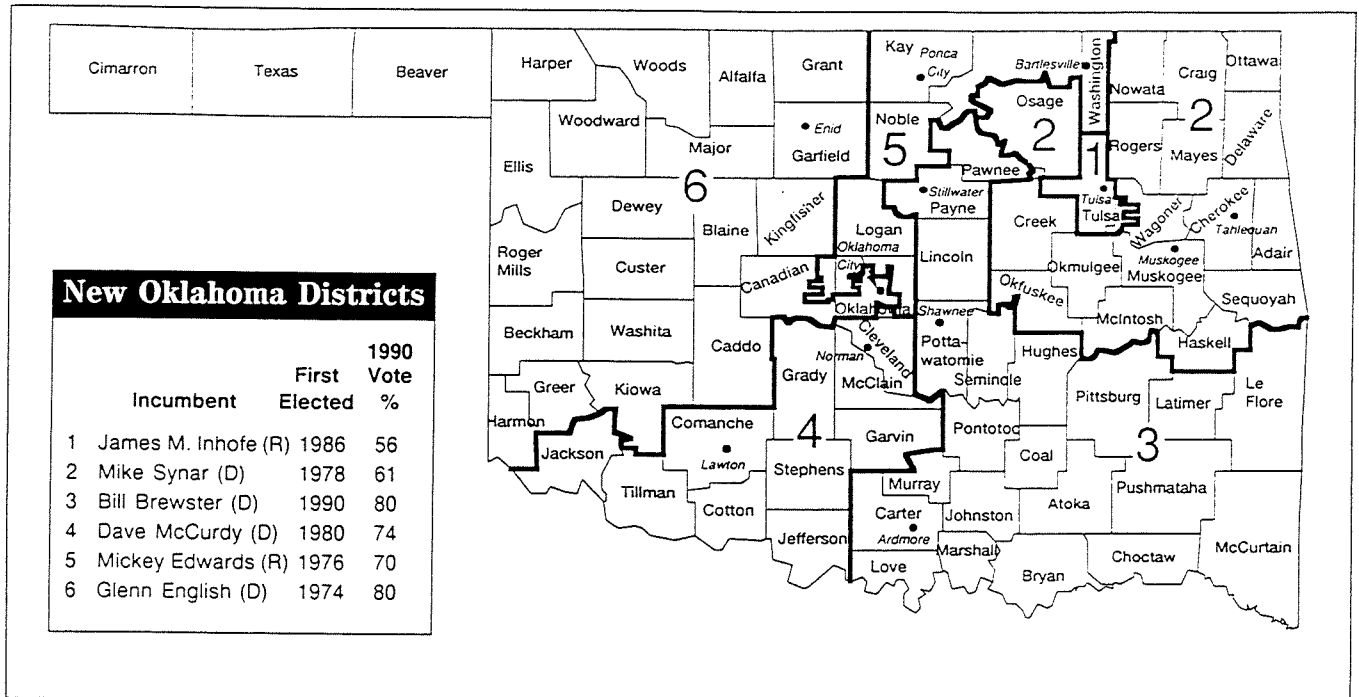 Cimarron
Texas
Beaver
Harper
Woods
Alfalfa
Grant
Kay
Ponca
City
Bartlesville
Washington
Nowata
Craig
Ottawa
Woodward
Major
Enid
Garfield
Noble
5
Osage
2
1
Rogers
2
Mayes
Delaware
Ellis
6
Pawnee
Dewey
Blaine
Kingfisher
Logan
Stillwater
Payne
Creek
Tulsa
Tulsa
Wagoner
Cherokee
Tahlequah
Adair
Roger
Mills
Custer
Canadian
Oklahoma
City
Oklahoma
Lincoln
Okmulgee
Muskogee
Muskogee
Okfuskee
McIntosh
Sequoyah
Beckham
Washita
Caddo
Grady
Norman
Cleveland
McClain
Shawnee
Potta-
watomie
Seminole
Hughes
Haskell
Greer
Kiowa
Harmon
Jackson
Comanche
Lawton
4
Garvin
Pontotoc
Pittsburg
Latimer
Le
Flore
3
Tillman
Cotton
Stephens
Jefferson
Murray
Carter
Ardmore
Love
Coal
Johnston
Marshall
Atoka
Bryan
Pushmataha
Choctaw
McCurtain
New Oklahoma Districts
1990
First Vote
Incumbent Elected %
1 James M. Inhofe (R) 1986 56
2 Mike Synar (D) 1978 61
3 Bill Brewster (D) 1990 80
4 Dave McCurdy (D) 1980 74
5 Mickey Edwards (R) 1976 70
6 Glenn English (D) 1974 80